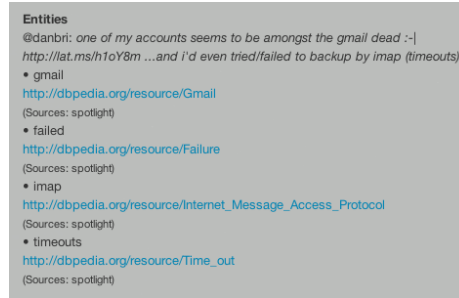 Entities
@danbri: one of my accounts seems to be amongst the gmail dead :-|
http://lat.ms/h1oY8m ...and i'd even tried/failed to backup by imap (timeouts)
• gmail
http://dbpedia.org/resource/Gmail
(Sources: spotlight)
• failed
http://dbpedia.org/resource/Failure
(Sources: spotlight)
• imap
http://dbpedia.org/resource/Internet_Message_Access_Protocol
(Sources: spotlight)
• timeouts
http://dbpedia.org/resource/Time_out
(Sources: spotlight)